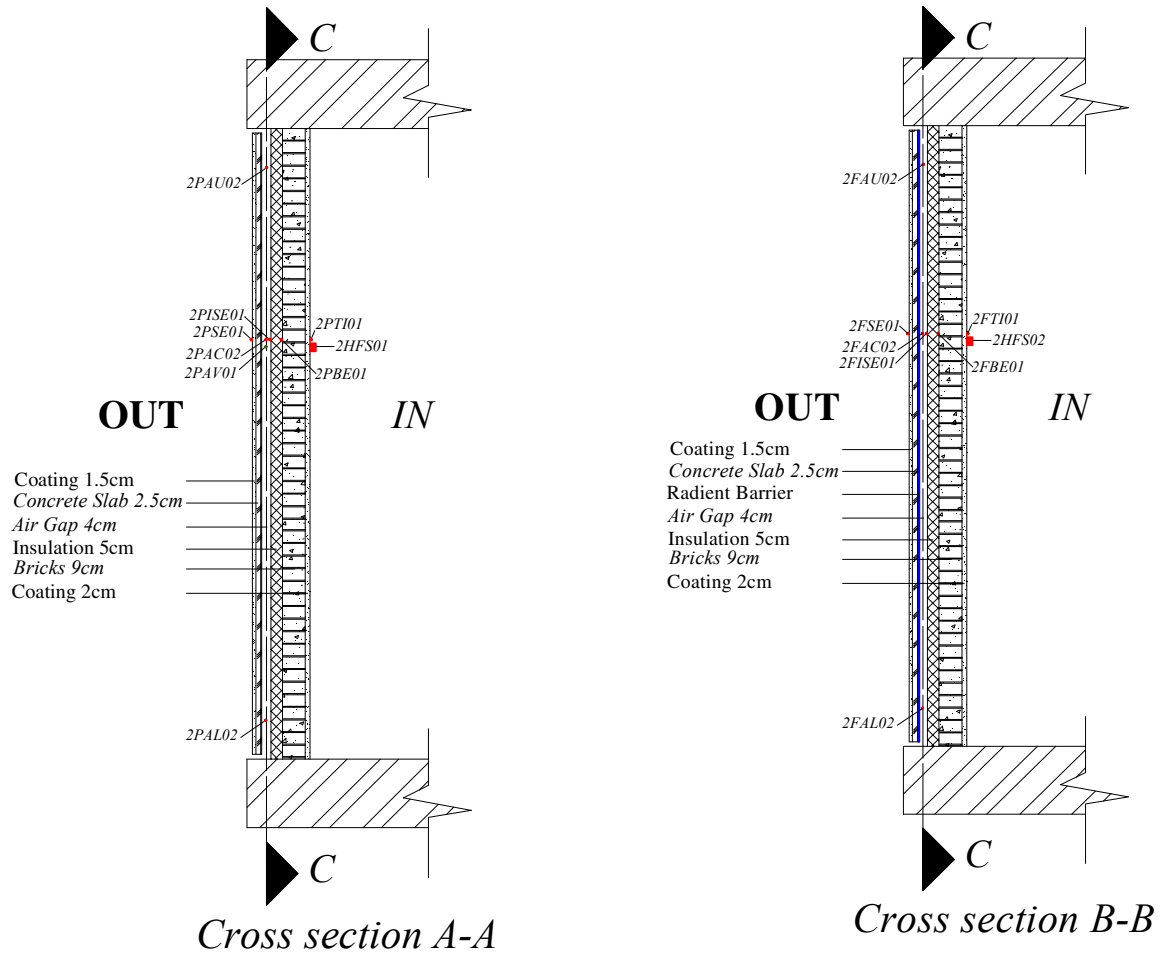 C
2PAU02
2PISE01
2PSE01
2PAC02
2PAV01
2PTI01
2HFS01
2PBE01
OUT
IN
Coating 1.5cm
Concrete Slab 2.5cm
Air Gap 4cm
Insulation 5cm
Bricks 9cm
Coating 2cm
2PAL02
C
Cross section A-A
C
2FAU02
2FSE01
2FAC02
2FISE01
2FTI01
2HFS02
2FBE01
OUT
IN
Coating 1.5cm
Concrete Slab 2.5cm
Radient Barrier
Air Gap 4cm
Insulation 5cm
Bricks 9cm
Coating 2cm
2FAL02
C
Cross section B-B